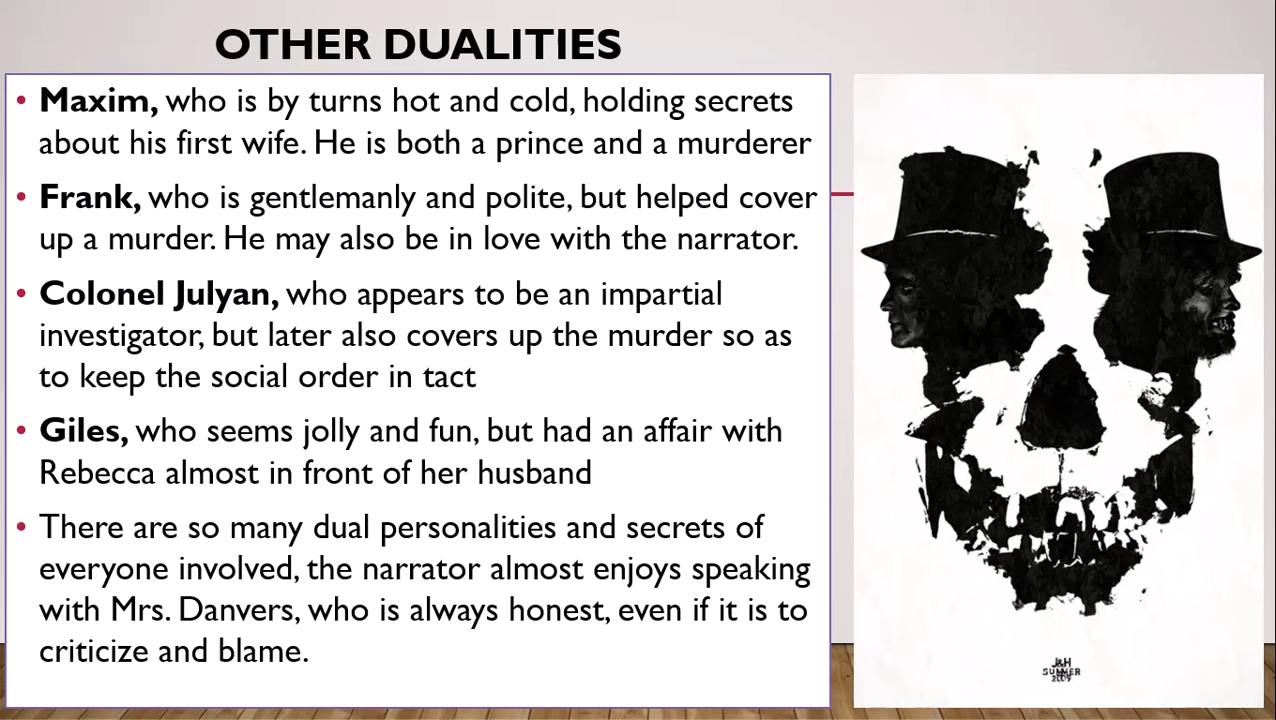 OTHER DUALITIES
• Maxim, who is by turns hot and cold, holding secrets
about his first wife. He is both a prince and a murderer
• Frank, who is gentlemanly and polite, but helped cover
up a murder. He may also be in love with the narrator.
• Colonel Julyan, who appears to be an impartial
investigator, but later also covers up the murder so as
to keep the social order in tact
• Giles, who seems jolly and fun, but had an affair with
Rebecca almost in front of her husband
• There are so many dual personalities and secrets of
everyone involved, the narrator almost enjoys speaking
with Mrs. Danvers, who is always honest, even if it is to
criticize and blame.
J&H
SUMMER